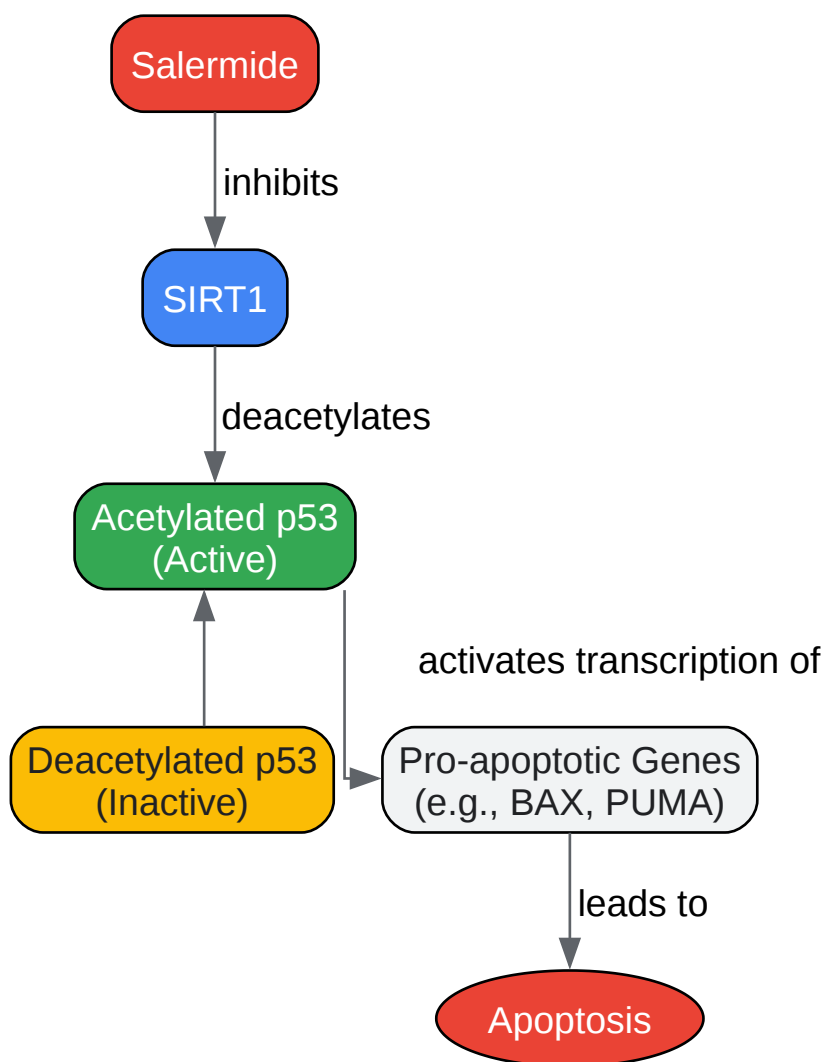 Salermide
inhibits
SIRT1
deacetylates
Acetylated p53
(Active)
activates transcription of
Deacetylated p53
(Inactive)
Pro-apoptotic Genes
(e.g., BAX, PUMA)
leads to
Apoptosis